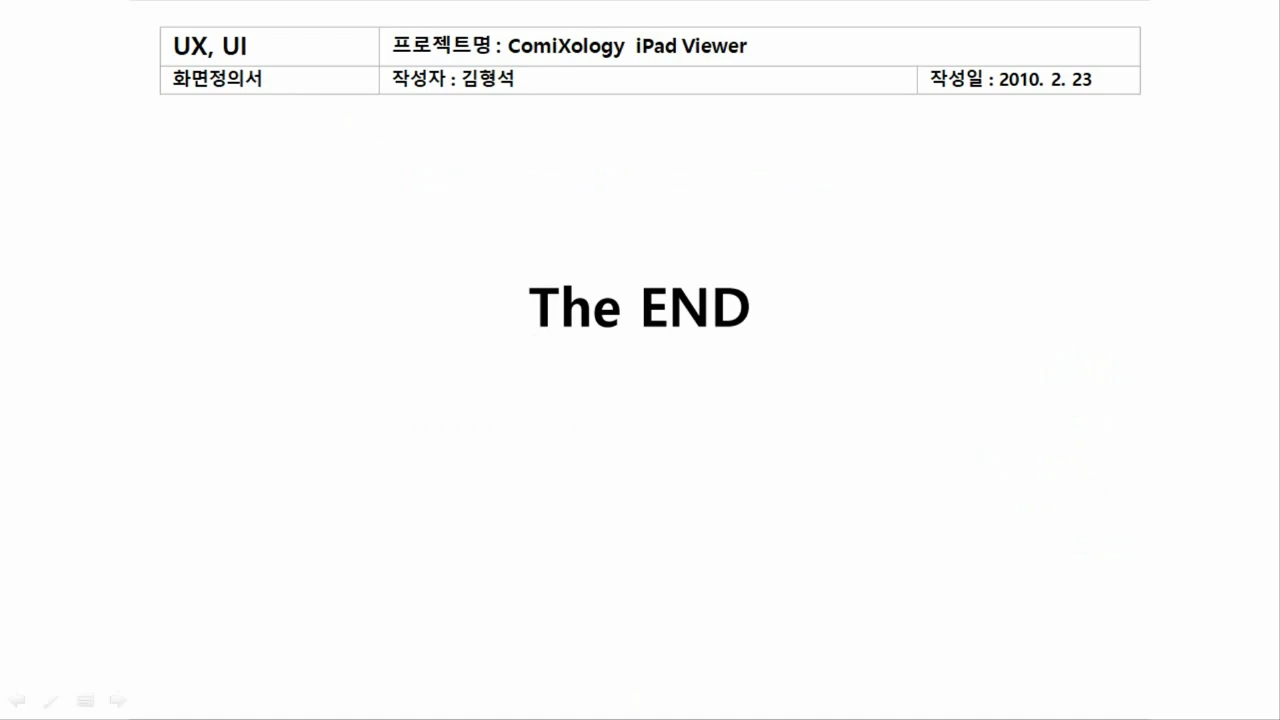 UX, UI
프로젝트명 : ComiXology iPad Viewer
화면정의서
작성자 : 김형석
작성일 : 2010. 2. 23
The END